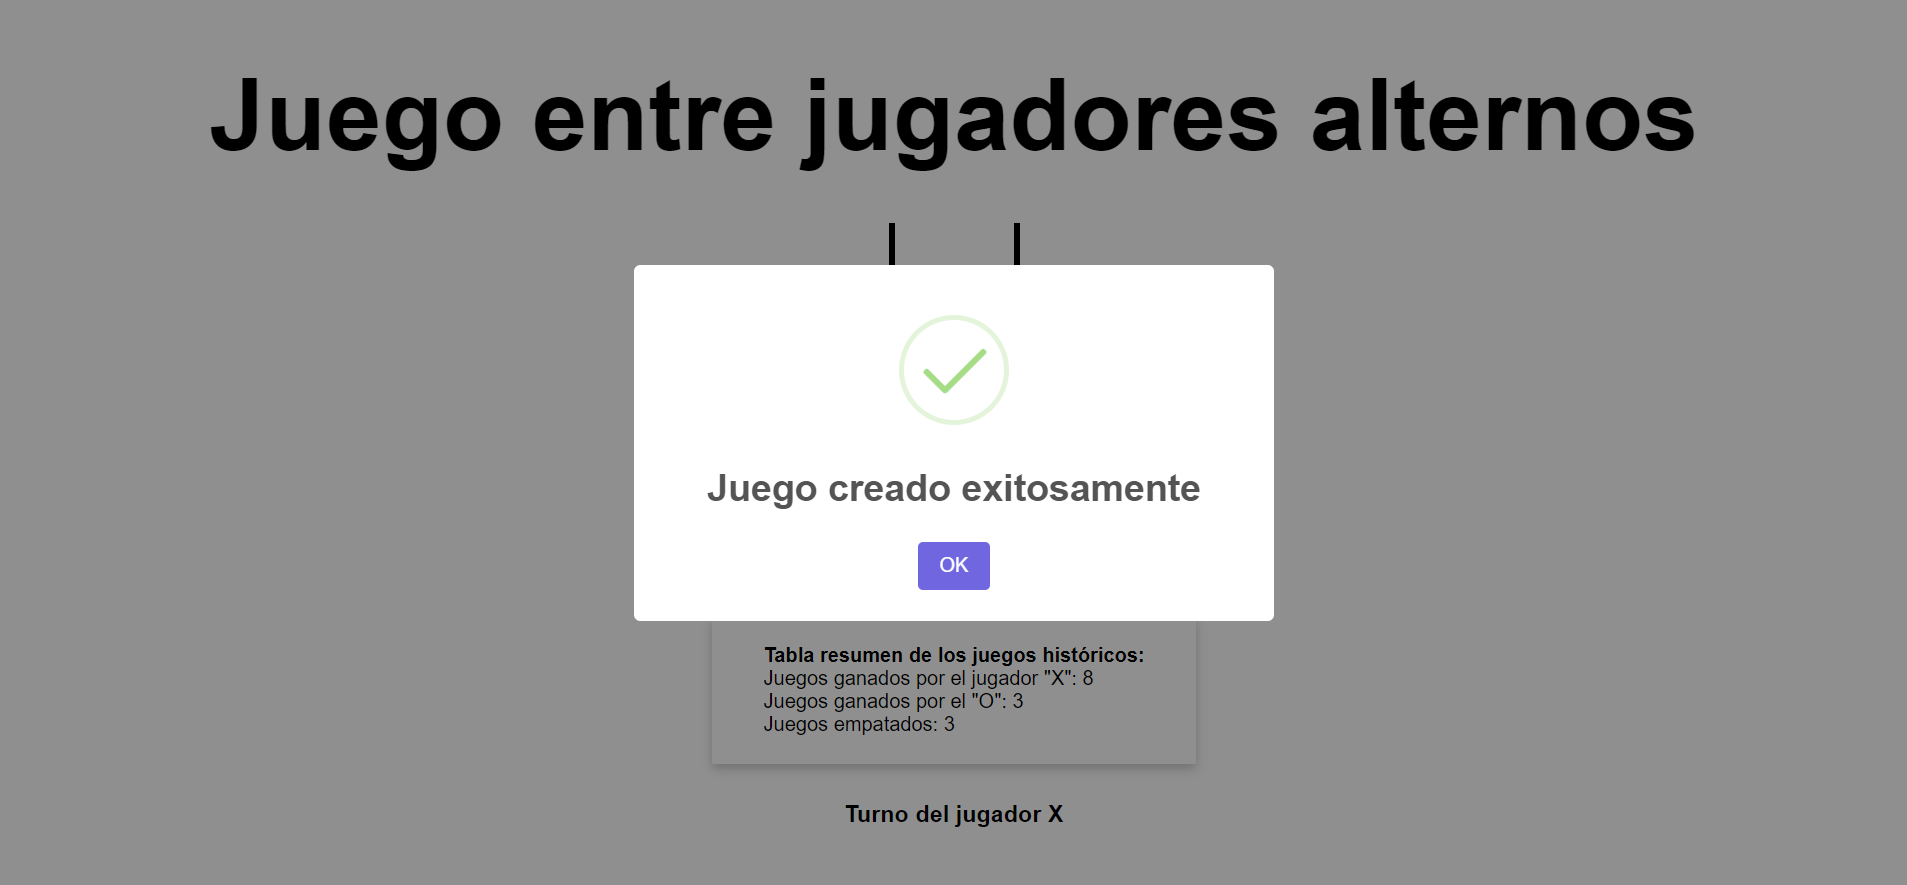 Juego entre jugadores alternos
Juego creado exitosamente
OK
Tabla resumen de los juegos históricos:
Juegos ganados por el jugador "X": 8
Juegos ganados por el "O": 3
Juegos empatados: 3
Turno del jugador X